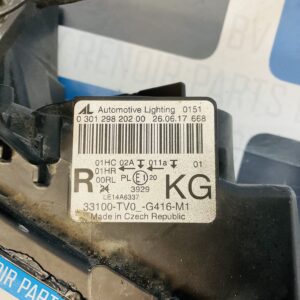 AL Automotive Lighting 0151
0 301 298 202 00 26.06.17 668
01HC 02A 011a 01
01HR
00RL PL E1 20
R 3929 KG
LE14A6337
33100-TV0_-G416-M1
Made in Czech Republic